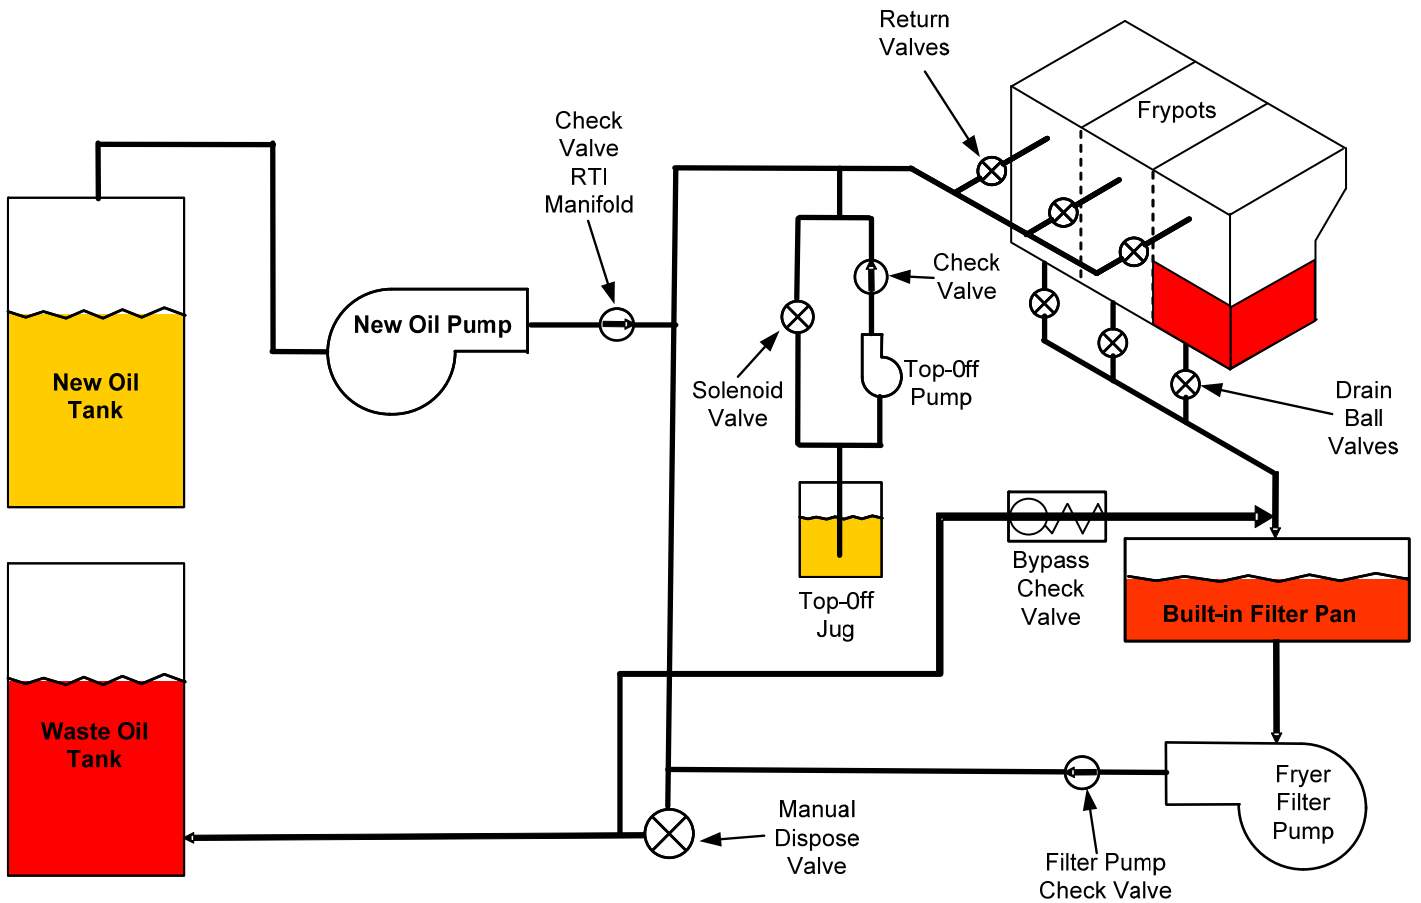 Return
Valves
Frypots
Check
Valve
RTI
Manifold
Check
Valve
New Oil Pump
New Oil
Tank
Solenoid
Valve
Top-Off
Pump
Drain
Ball
Valves
Bypass
Check
Valve
Top-Off
Jug
Built-in Filter Pan
Waste Oil
Tank
Fryer
Filter
Pump
Manual
Dispose
Valve
Filter Pump
Check Valve